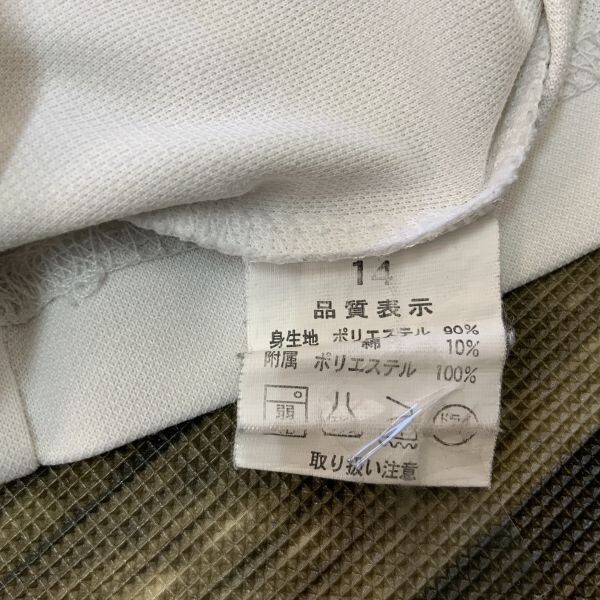 14
品質表示
身生地 ポリエステル 90%
綿 10%
附属 ポリエステル 100%
弱
取り扱い注意